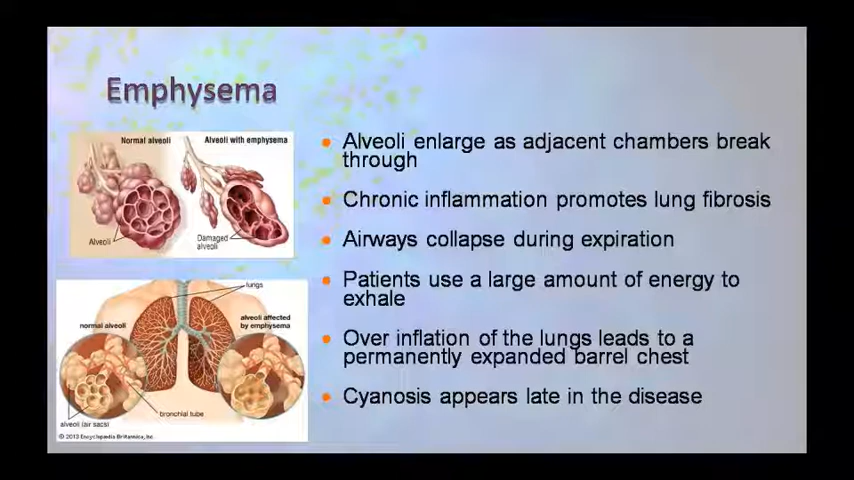 Emphysema
Normal alveoli
Alveoli with emphysema
Alveoli
Damaged
alveoli
lungs
normal alveoli
alveoli affected
by emphysema
bronchial tube
alveoli (air sacs)
© 2013 Encyclopædia Britannica, Inc.
Alveoli enlarge as adjacent chambers break
through
Chronic inflammation promotes lung fibrosis
Airways collapse during expiration
Patients use a large amount of energy to
exhale
Over inflation of the lungs leads to a
permanently expanded barrel chest
Cyanosis appears late in the disease